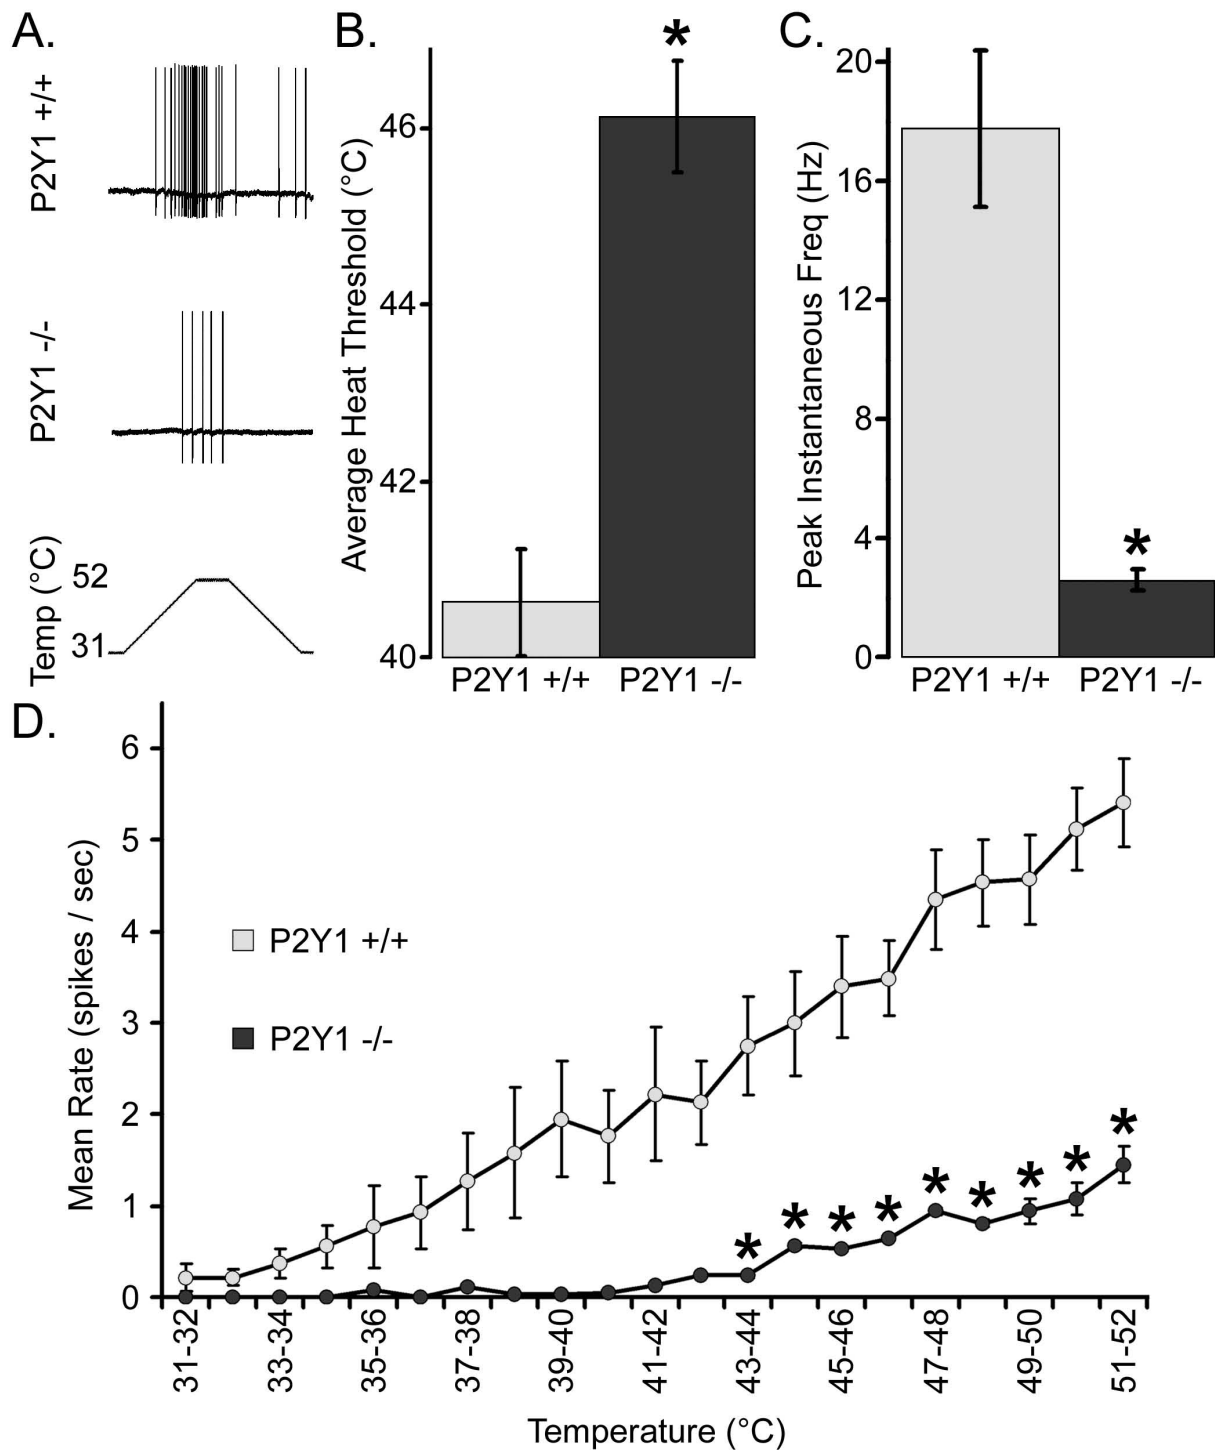 A.
P2Y1 +/+
P2Y1 -/-
Temp (°C)
52
31
B.
*
Average Heat Threshold (°C)
46
44
42
40
P2Y1 +/+ P2Y1 -/-
C.
Peak Instantaneous Freq (Hz)
20
16
12
8
4
0
*
P2Y1 +/+ P2Y1 -/-
D.
Mean Rate (spikes / sec)
6
5
4
3
2
1
0
P2Y1 +/+
P2Y1 -/-
* * * * * * * * *
31-32
33-34
35-36
37-38
39-40
41-42
43-44
45-46
47-48
49-50
51-52
Temperature (°C)